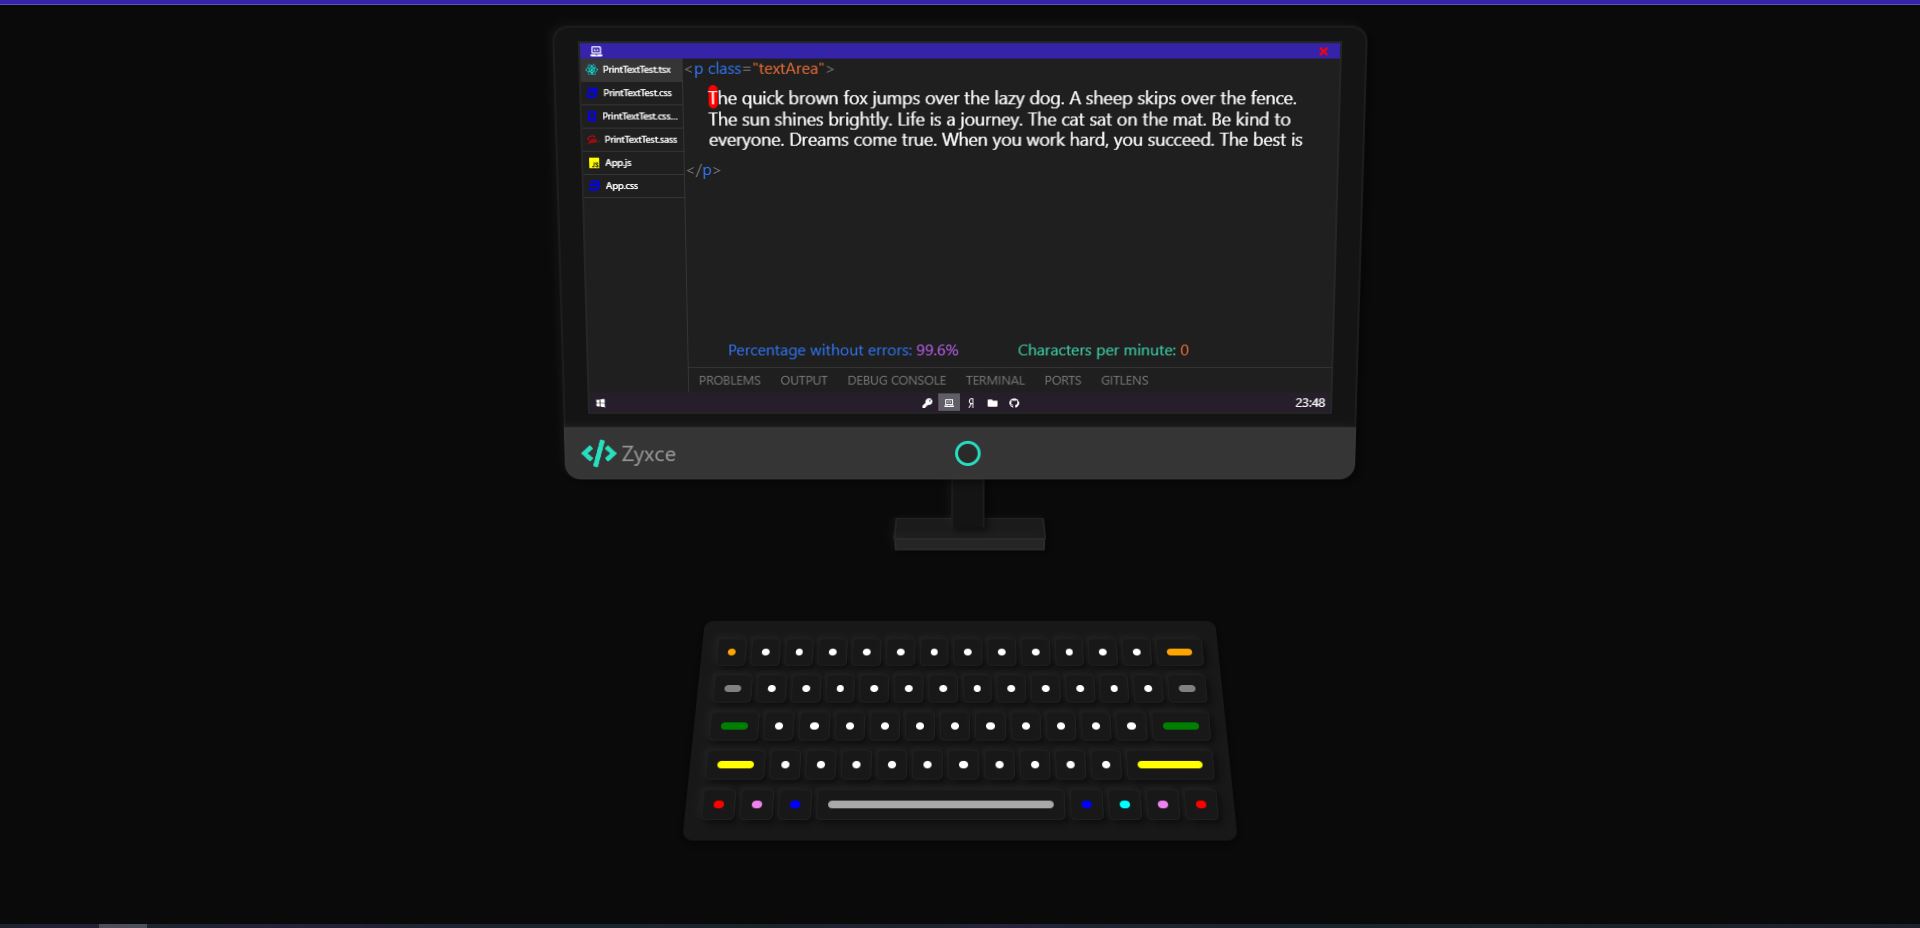 PrintTextTest.tsx
PrintTextTest.css
PrintTextTest.css...
PrintTextTest.sass
JS App.js
App.css
<p class="textArea">
The quick brown fox jumps over the lazy dog. A sheep skips over the fence.
The sun shines brightly. Life is a journey. The cat sat on the mat. Be kind to
everyone. Dreams come true. When you work hard, you succeed. The best is
</p>
Percentage without errors: 99.6% Characters per minute: 0
PROBLEMS OUTPUT DEBUG CONSOLE TERMINAL PORTS GITLENS
Я
23:48
</> Zyxce